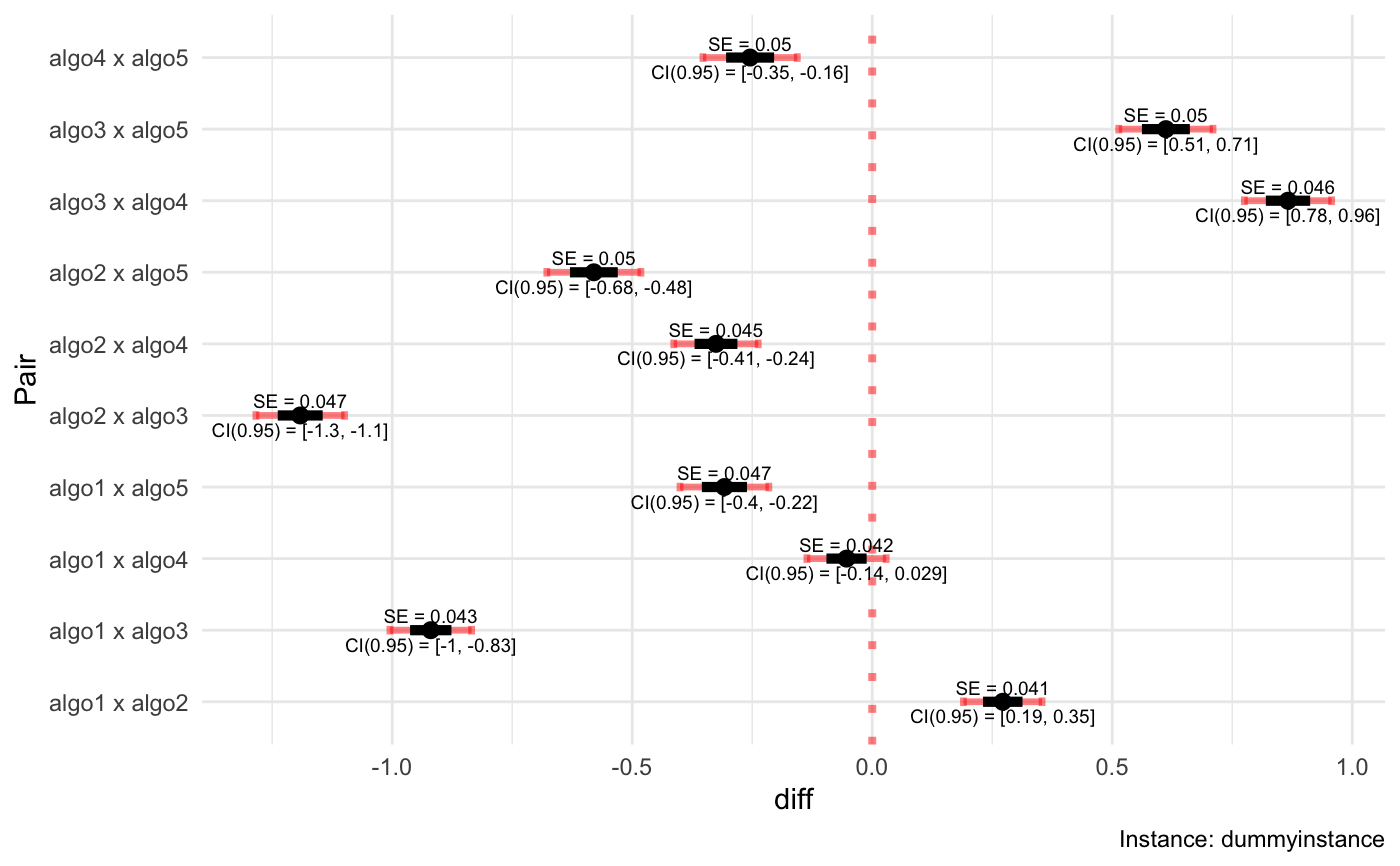 algo4 x algo5
SE = 0.05
CI(0.95) = [-0.35, -0.16]
algo3 x algo5
SE = 0.05
CI(0.95) = [0.51, 0.71]
algo3 x algo4
SE = 0.046
CI(0.95) = [0.78, 0.96]
algo2 x algo5
SE = 0.05
CI(0.95) = [-0.68, -0.48]
algo2 x algo4
SE = 0.045
CI(0.95) = [-0.41, -0.24]
algo2 x algo3
SE = 0.047
CI(0.95) = [-1.3, -1.1]
algo1 x algo5
SE = 0.047
CI(0.95) = [-0.4, -0.22]
algo1 x algo4
SE = 0.042
CI(0.95) = [-0.14, 0.029]
algo1 x algo3
SE = 0.043
CI(0.95) = [-1, -0.83]
algo1 x algo2
SE = 0.041
CI(0.95) = [0.19, 0.35]
Pair
-1.0 -0.5 0.0 0.5 1.0
diff
Instance: dummyinstance